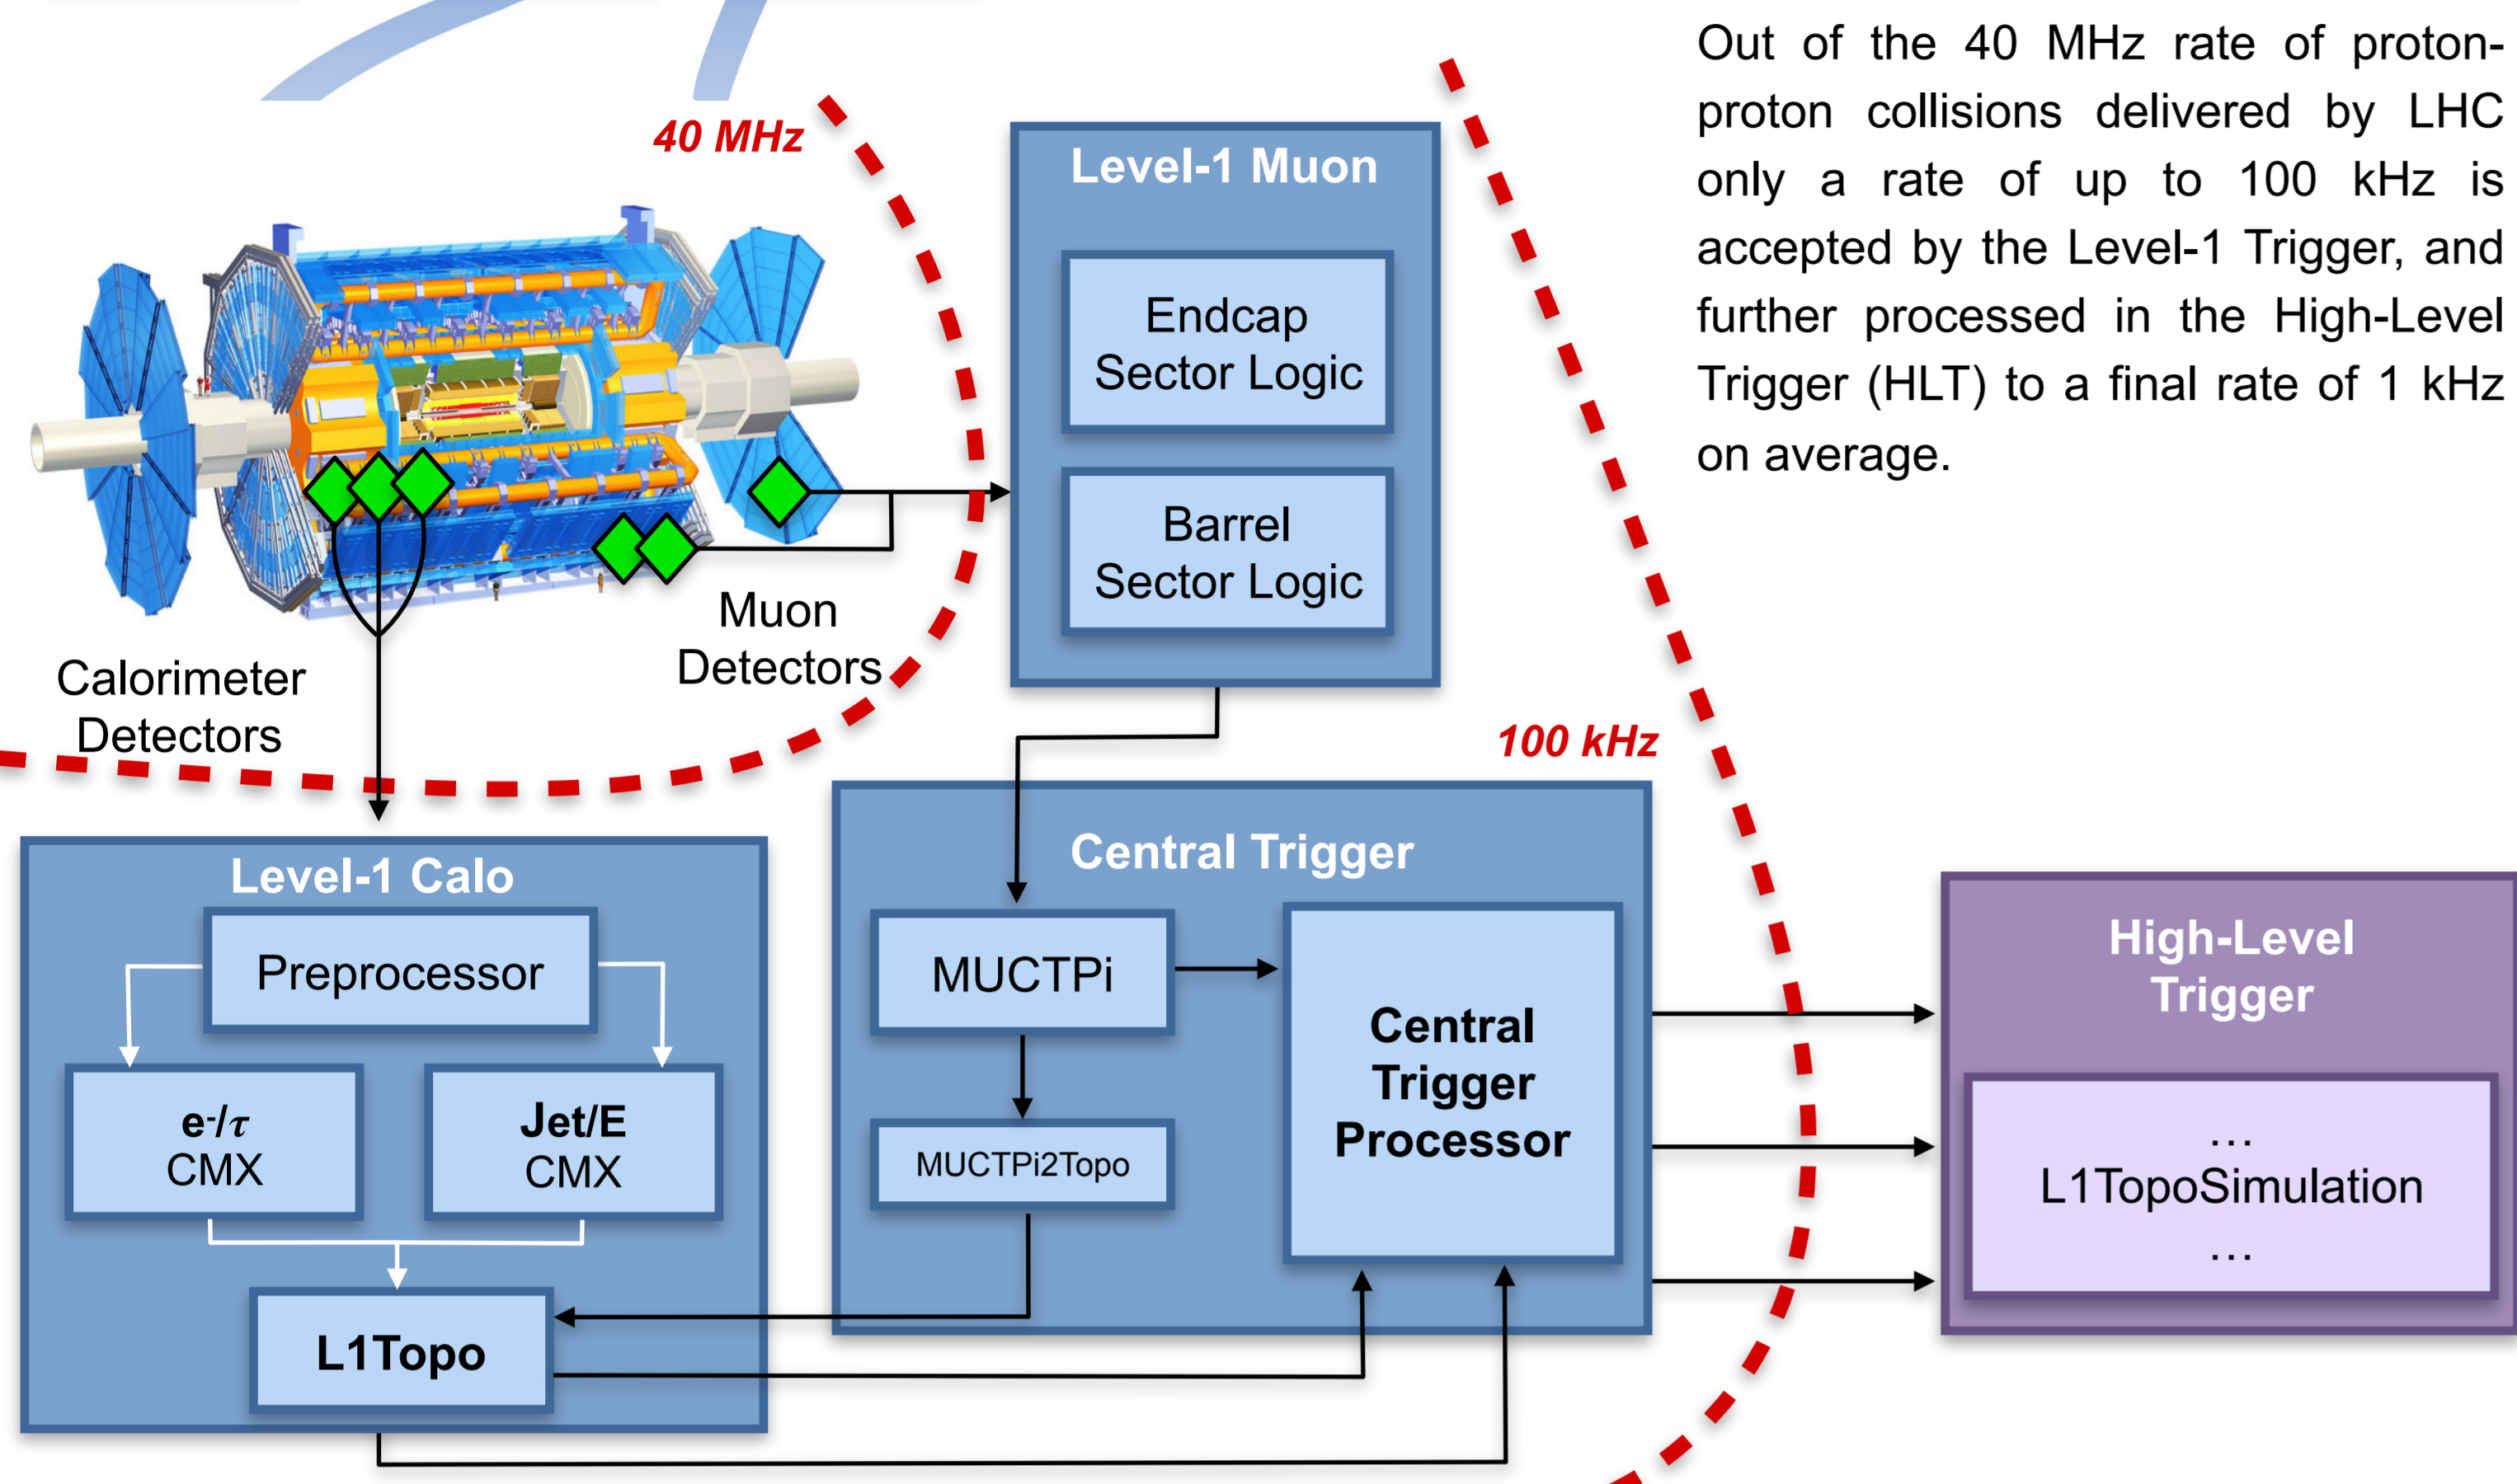 Out of the 40 MHz rate of proton-
proton collisions delivered by LHC
only a rate of up to 100 kHz is
accepted by the Level-1 Trigger, and
further processed in the High-Level
Trigger (HLT) to a final rate of 1 kHz
on average.
40 MHz
Level-1 Muon
Endcap
Sector Logic
Barrel
Sector Logic
Muon
Detectors
Calorimeter
Detectors
100 kHz
Level-1 Calo
Preprocessor
e-/τ
CMX
Jet/E
CMX
L1Topo
Central Trigger
MUCTPi
MUCTPi2Topo
Central
Trigger
Processor
High-Level
Trigger
…
L1TopoSimulation
…